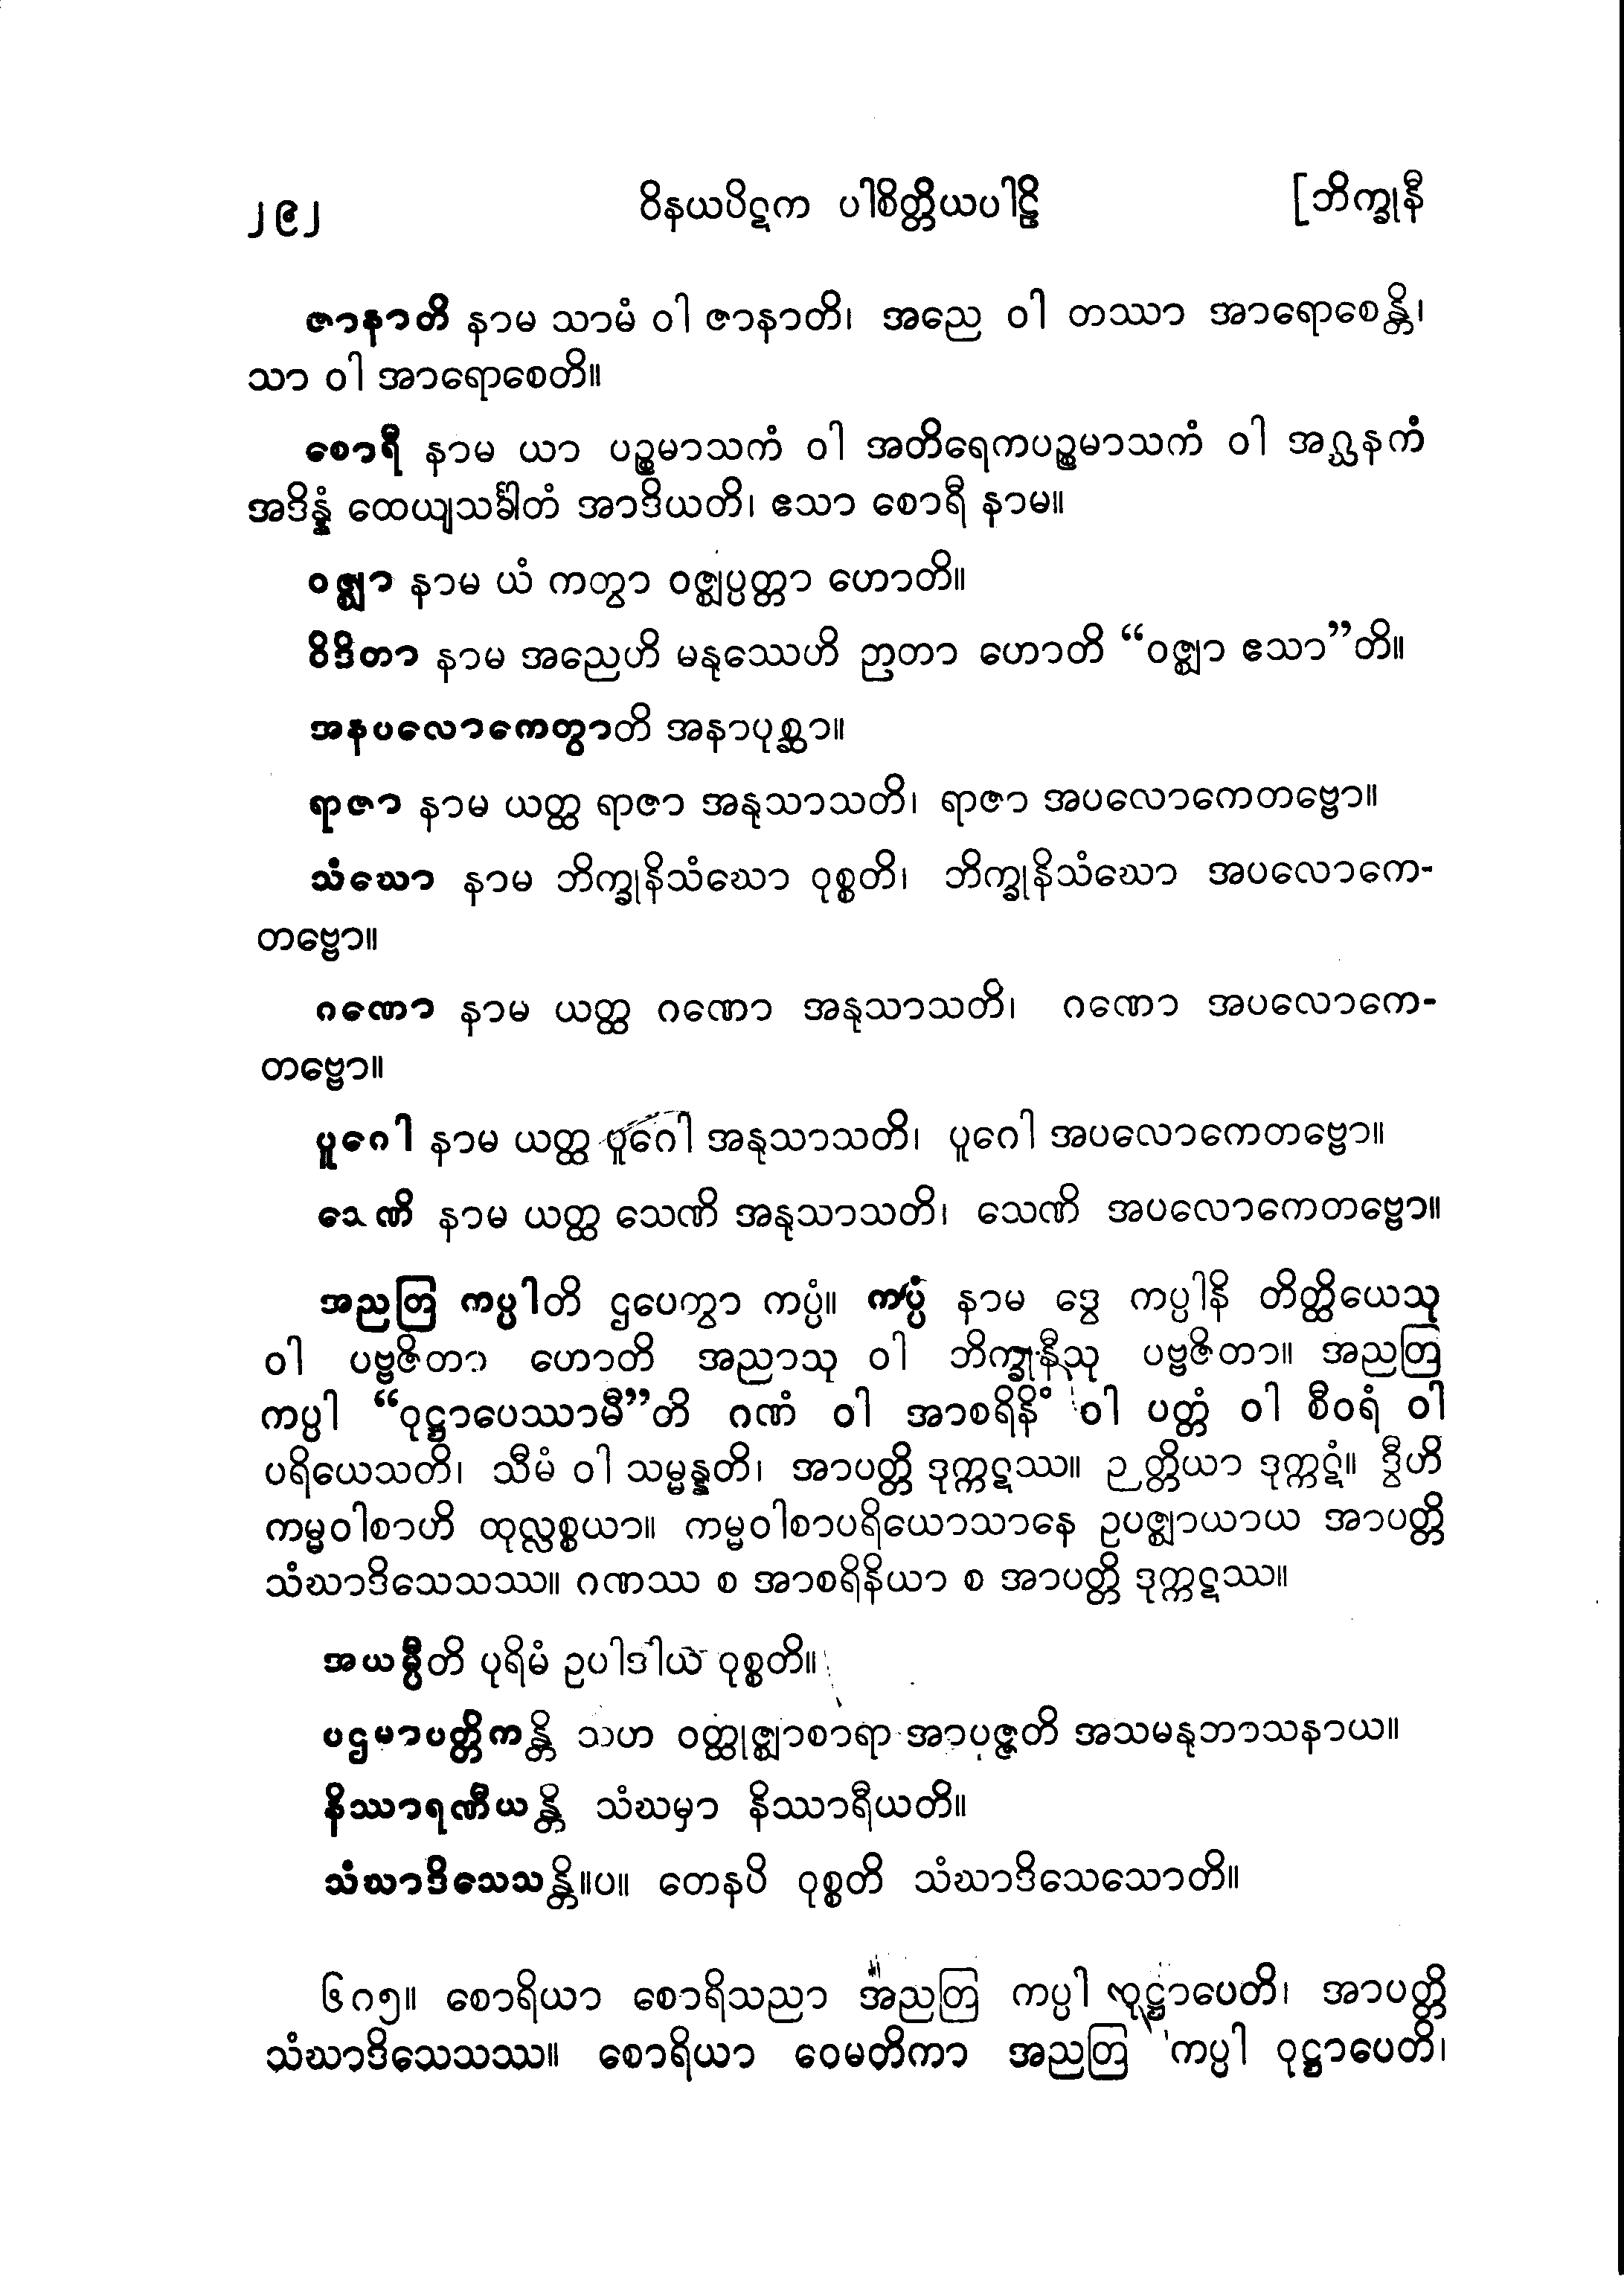 ၂၉၂ ဝိနယပိဋက ပါစိတ္တိယပါဠိ [ဘိက္ခုနီ
ဇာနာတိ နာမ သာမံ ဝါ ဇာနာတိ၊ အညေ ဝါ တဿာ အာရောစေန္တိ၊
သာ ဝါ အာရောစေတိ။
စောရီ နာမ ယာ ပဉ္စမာသကံ ဝါ အတိရေကပဉ္စမာသကံ ဝါ အဂ္ဃနကံ
အဒိန္နံ ထေယျသင်္ခါတံ အာဒိယတိ၊ ဧသာ စောရီ နာမ။
ဝဇ္ဈာ နာမ ယံ ကတွာ ဝဇ္ဈပ္ပတ္တာ ဟောတိ။
ဝိဒိတာ နာမ အညေဟိ မနုဿေဟိ ဉာတာ ဟောတိ “ဝဇ္ဈာ ဧသာ”တိ။
အနပလောကေတွာတိ အနာပုစ္ဆာ။
ရာဇာ နာမ ယတ္ထ ရာဇာ အနုသာသတိ၊ ရာဇာ အပလောကေတဗ္ဗော။
သံဃော နာမ ဘိက္ခုနိသံဃော ဝုစ္စတိ၊ ဘိက္ခုနိသံဃော အပလောကေ-
တဗ္ဗော။
ဂဏော နာမ ယတ္ထ ဂဏော အနုသာသတိ၊ ဂဏော အပလောကေ-
တဗ္ဗော။
ပူဂေါ နာမ ယတ္ထ ပူဂေါ အနုသာသတိ၊ ပူဂေါ အပလောကေတဗ္ဗော။
သေဏိ နာမ ယတ္ထ သေဏိ အနုသာသတိ၊ သေဏိ အပလောကေတဗ္ဗော။
အညတြ ကပ္ပါတိ ဌပေတွာ ကပ္ပံ။ ကပ္ပံ နာမ ဒွေ ကပ္ပါနိ တိတ္ထိယေသု
ဝါ ပဗ္ဗဇိတာ ဟောတိ အညာသု ဝါ ဘိက္ခုနီသု ပဗ္ဗဇိတာ။ အညတြ
ကပ္ပါ “ဝုဋ္ဌာပေဿာမီ”တိ ဂဏံ ဝါ အာစရိနိံ ဝါ ပတ္တံ ဝါ စီဝရံ ဝါ
ပရိယေသတိ၊ သီမံ ဝါ သမ္မန္နတိ၊ အာပတ္တိ ဒုက္ကဋဿ။ ဉတ္တိယာ ဒုက္ကဋံ။ ဒွီဟိ
ကမ္မဝါစာဟိ ထုလ္လစ္စယာ။ ကမ္မဝါစာပရိယောသာနေ ဥပဇ္ဈာယာယ အာပတ္တိ
သံဃာဒိသေသဿ။ ဂဏဿ စ အာစရိနိယာ စ အာပတ္တိ ဒုက္ကဋဿ။
အယမ္ပီတိ ပုရိမံ ဥပါဒါယ ဝုစ္စတိ။
ပဌမာပတ္တိကန္တိ သဟ ဝတ္ထုဇ္ဈာစာရာ အာပဇ္ဇတိ အသမနုဘာသနာယ။
နိဿာရဏီယန္တိ သံဃမှာ နိဿာရီယတိ။
သံဃာဒိသေသန္တိ။ပ။ တေနပိ ဝုစ္စတိ သံဃာဒိသေသောတိ။
၆၈၅။ စောရိယာ စောရိသညာ အညတြ ကပ္ပါ ဝုဋ္ဌာပေတိ၊ အာပတ္တိ
သံဃာဒိသေသဿ။ စောရိယာ ဝေမတိကာ အညတြ ကပ္ပါ ဝုဋ္ဌာပေတိ၊